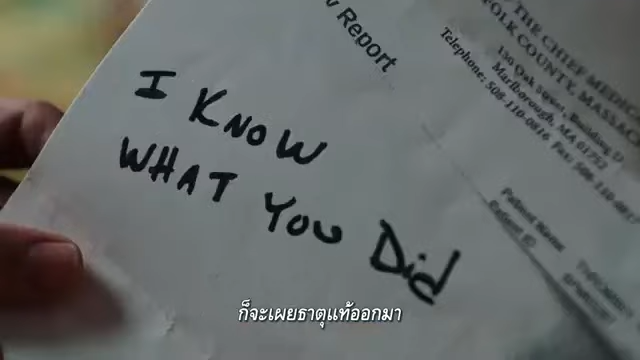 Report
THE CHIEF MEDIC
FOLK COUNTY, MASSAC
130 Oak Street, Building D
Marlborough, MA 01752
Telephone: 508-110-0816 Fax: 508-110-081
Patient Name
Patient ID
I KNOW
WHAT YOU DID
ก็จะเผยธาตุแท้ออกมา